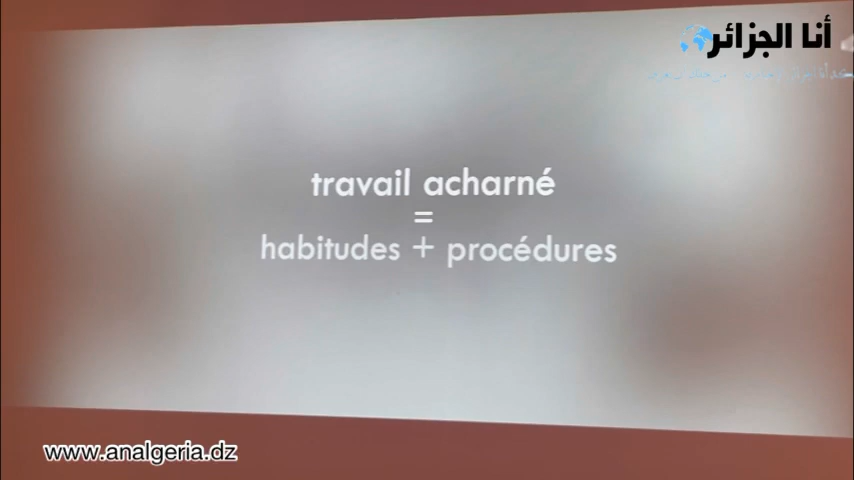 أنا الجزائر
travail acharné
=
habitudes + procédures
www.analgeria.dz